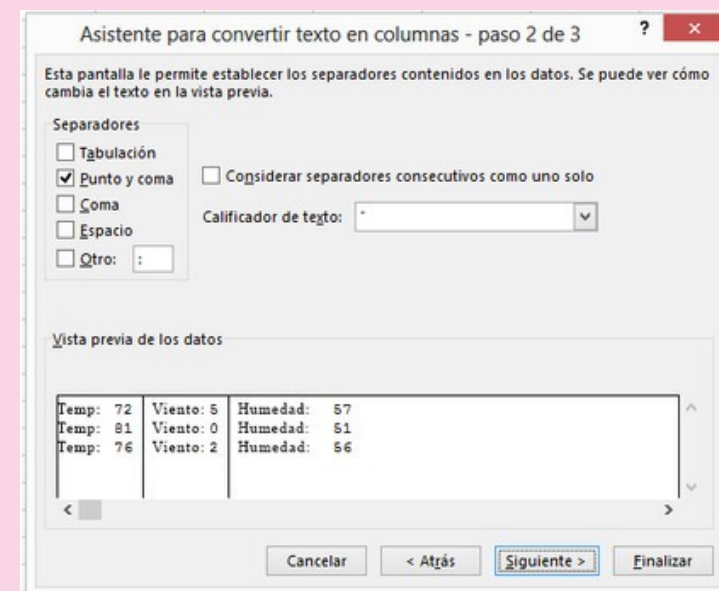 Asistente para convertir texto en columnas - paso 2 de 3
Esta pantalla le permite establecer los separadores contenidos en los datos. Se puede ver cómo
cambia el texto en la vista previa.
Separadores
Tabulación
Punto y coma
Considerar separadores consecutivos como uno solo
Coma
Calificador de texto: "
Espacio
Otro: :
Vista previa de los datos
Temp: 72 Viento: 5 Humedad: 57
Temp: 81 Viento: 0 Humedad: 51
Temp: 76 Viento: 2 Humedad: 56
Cancelar < Atrás Siguiente > Finalizar